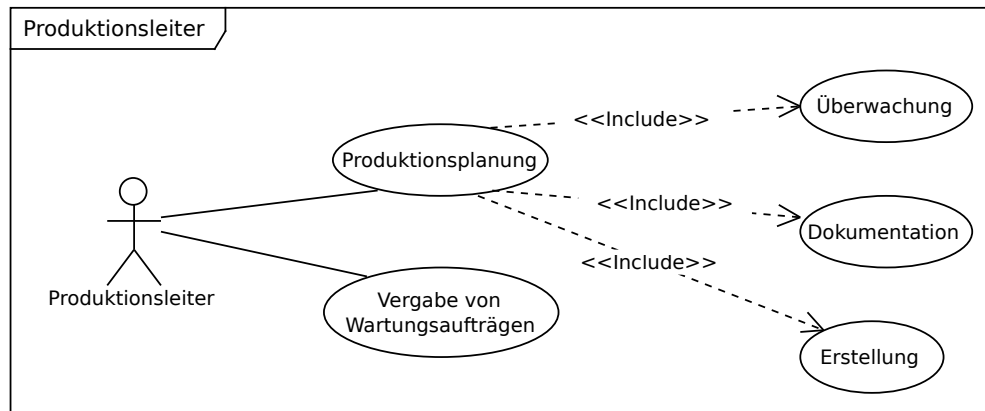 Produktionsleiter
Überwachung
<<Include>>
Produktionsplanung
<<Include>>
Dokumentation
<<Include>>
Produktionsleiter
Vergabe von
Wartungsaufträgen
Erstellung